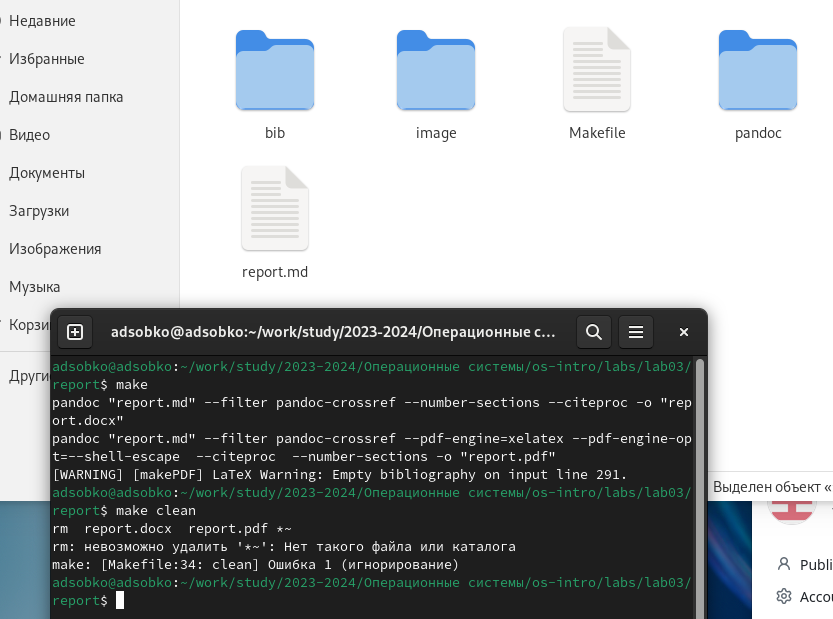 Недавние
Избранные
Домашняя папка
Видео
Документы
Загрузки
Изображения
Музыка
bib
image
Makefile
pandoc
report.md
adsobko@adsobko:~/work/study/2023-2024/Операционные с…
adsobko@adsobko:~/work/study/2023-2024/Операционные системы/os-intro/labs/lab03/
report$ make
pandoc "report.md" --filter pandoc-crossref --number-sections --citeproc -o "rep
ort.docx"
pandoc "report.md" --filter pandoc-crossref --pdf-engine=xelatex --pdf-engine-op
t=--shell-escape  --citeproc  --number-sections -o "report.pdf"
[WARNING] [makePDF] LaTeX Warning: Empty bibliography on input line 291.
adsobko@adsobko:~/work/study/2023-2024/Операционные системы/os-intro/labs/lab03/
report$ make clean
rm  report.docx  report.pdf *~
rm: невозможно удалить '*~': Нет такого файла или каталога
make: [Makefile:34: clean] Ошибка 1 (игнорирование)
adsobko@adsobko:~/work/study/2023-2024/Операционные системы/os-intro/labs/lab03/
report$
Выделен объект «